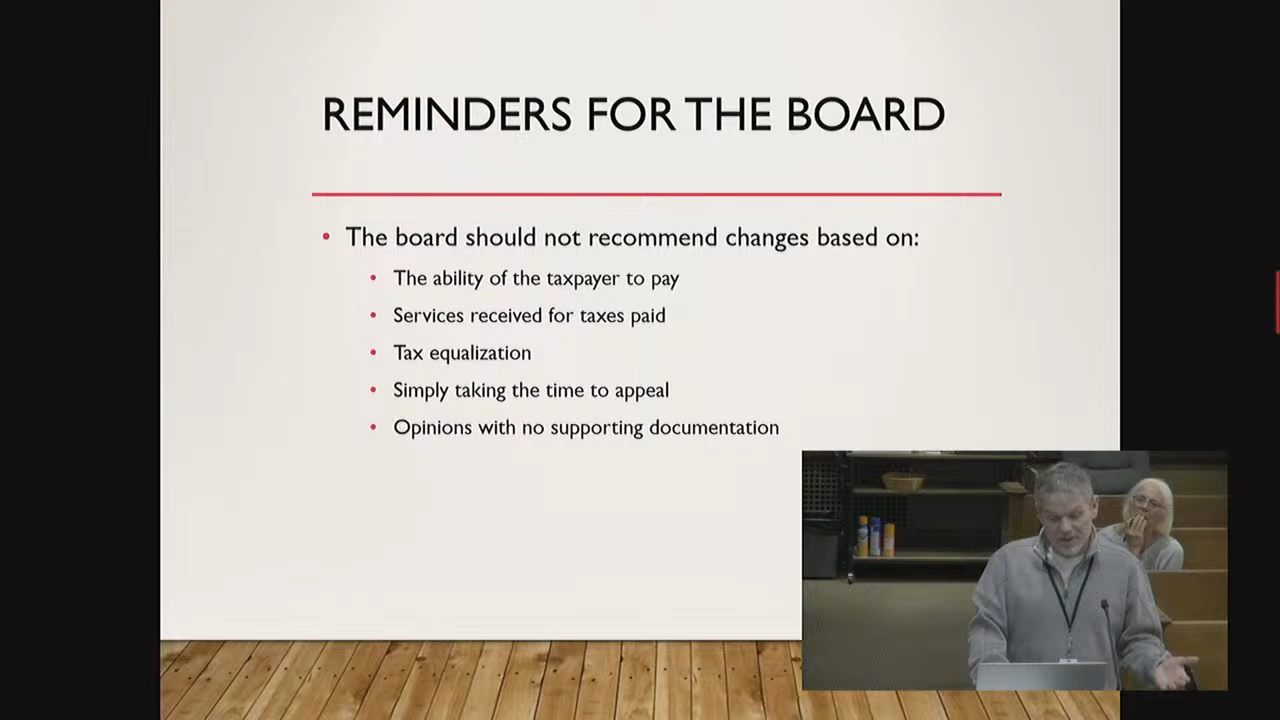 REMINDERS FOR THE BOARD
The board should not recommend changes based on:
The ability of the taxpayer to pay
Services received for taxes paid
Tax equalization
Simply taking the time to appeal
Opinions with no supporting documentation